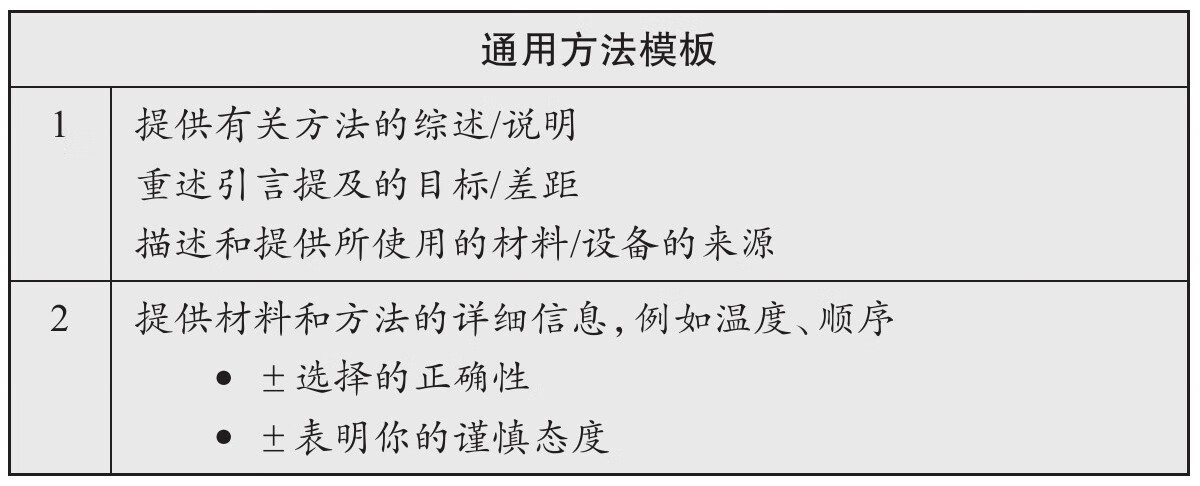 通用方法模板
1 提供有关方法的综述/说明
重述引言提及的目标/差距
描述和提供所使用的材料/设备的来源
2 提供材料和方法的详细信息,例如温度、顺序
• ±选择的正确性
• ±表明你的谨慎态度